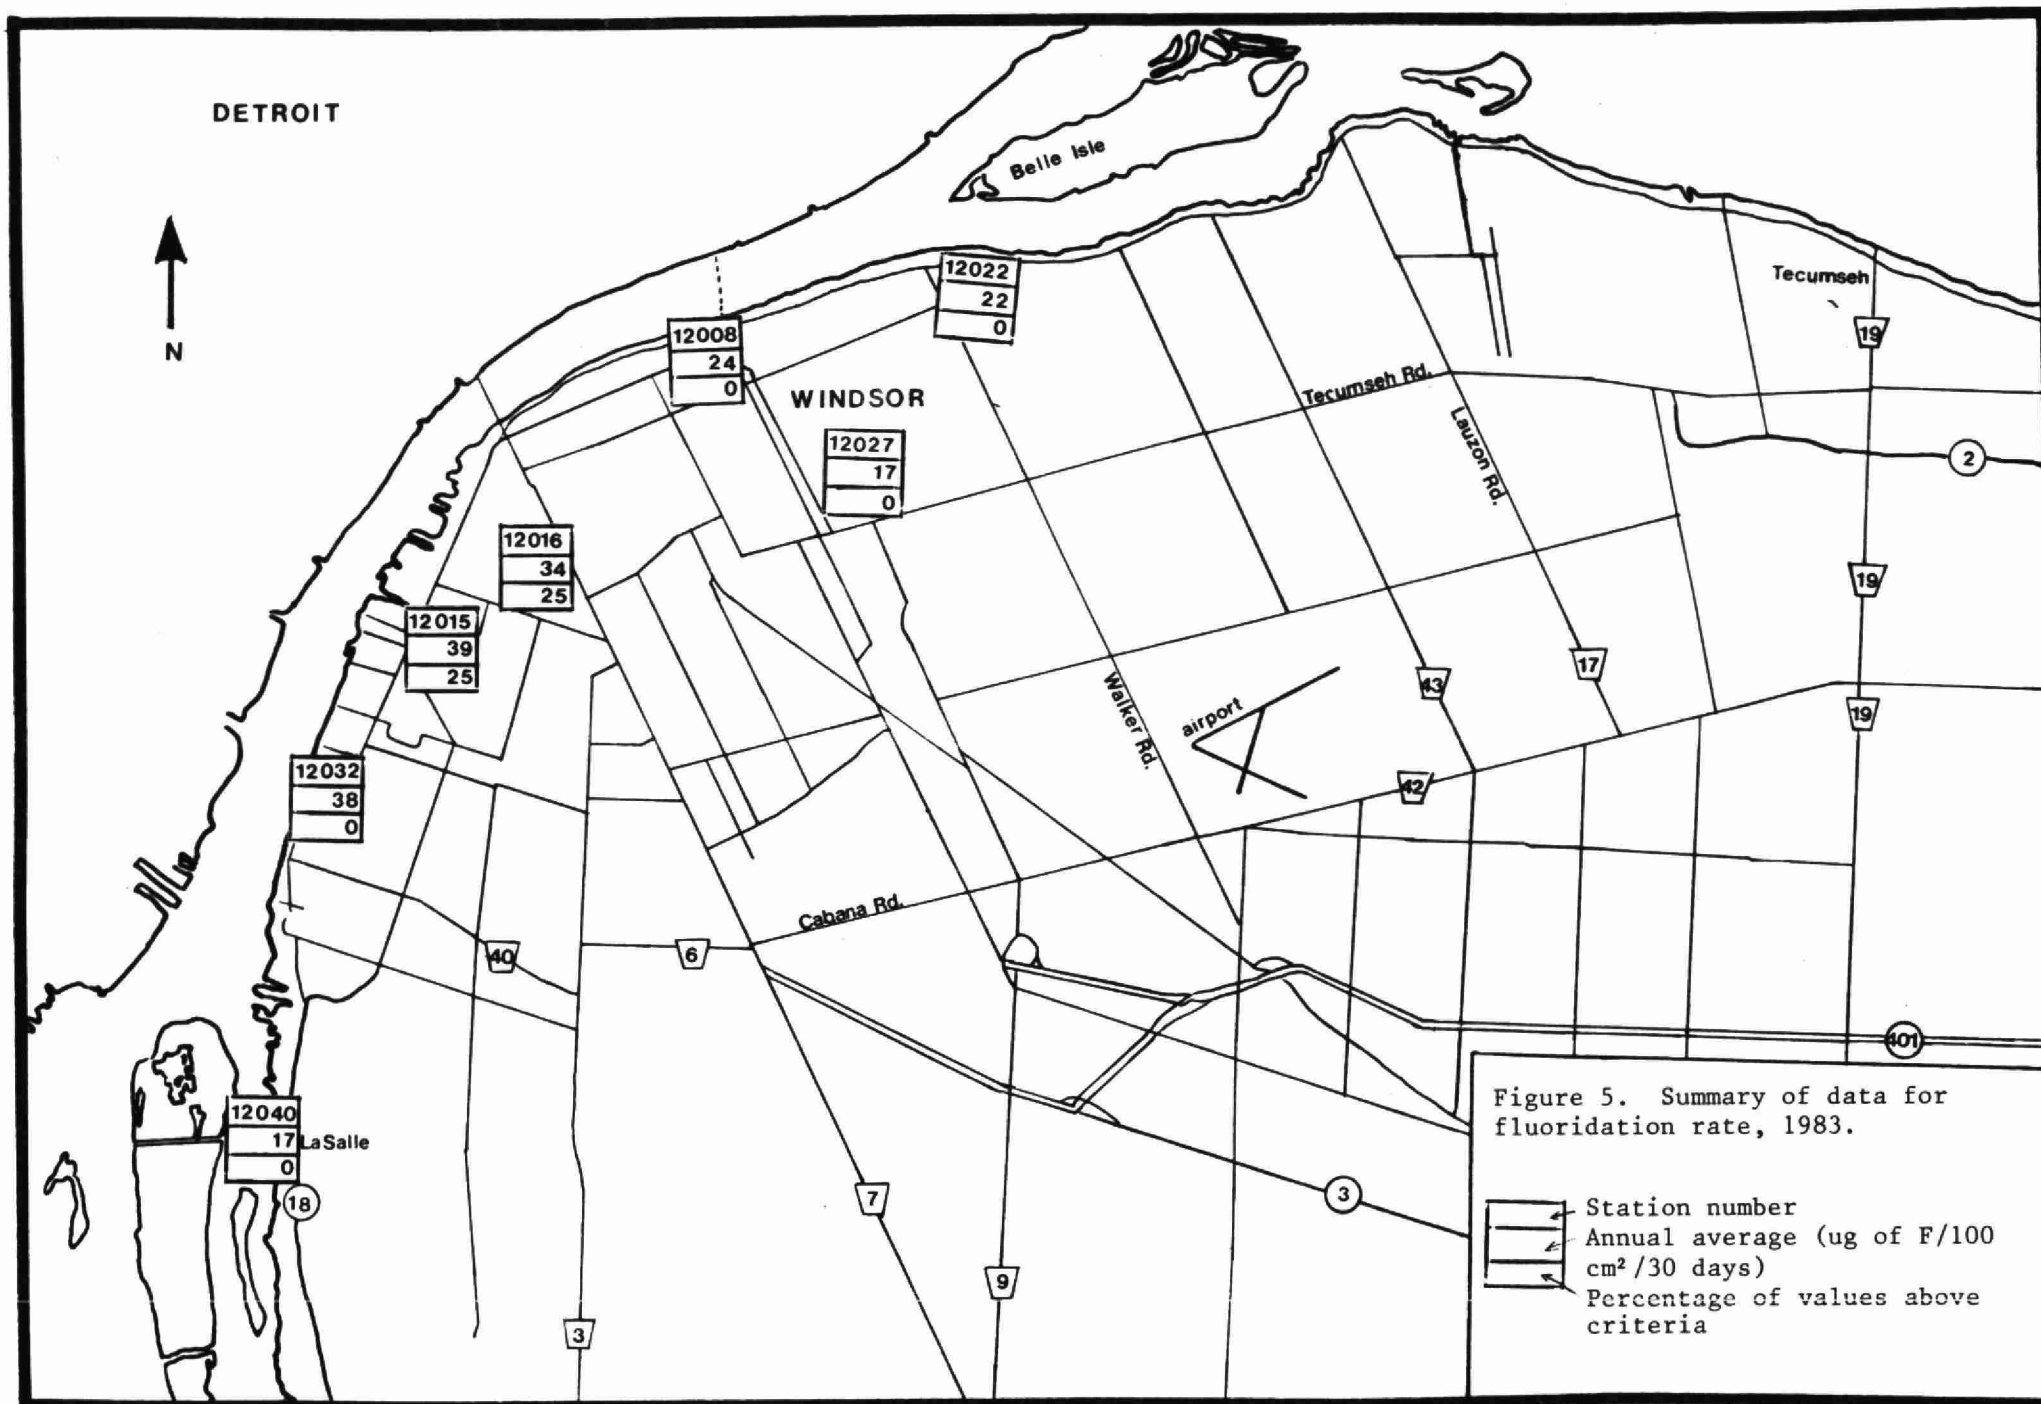 DETROIT
Belle Isle
N
12022
22
0
Tecumseh
19
12008
24
0
WINDSOR
Tecumseh Rd.
Lauzon Rd.
2
12027
17
0
12016
34
25
19
12015
39
25
43
17
19
Walker Rd.
airport
42
12032
38
0
Cabana Rd.
40
6
401
12040
17
0
LaSalle
18
7
3
9
3
Figure 5. Summary of data for
fluoridation rate, 1983.
Station number
Annual average (ug of F/100
cm²/30 days)
Percentage of values above
criteria